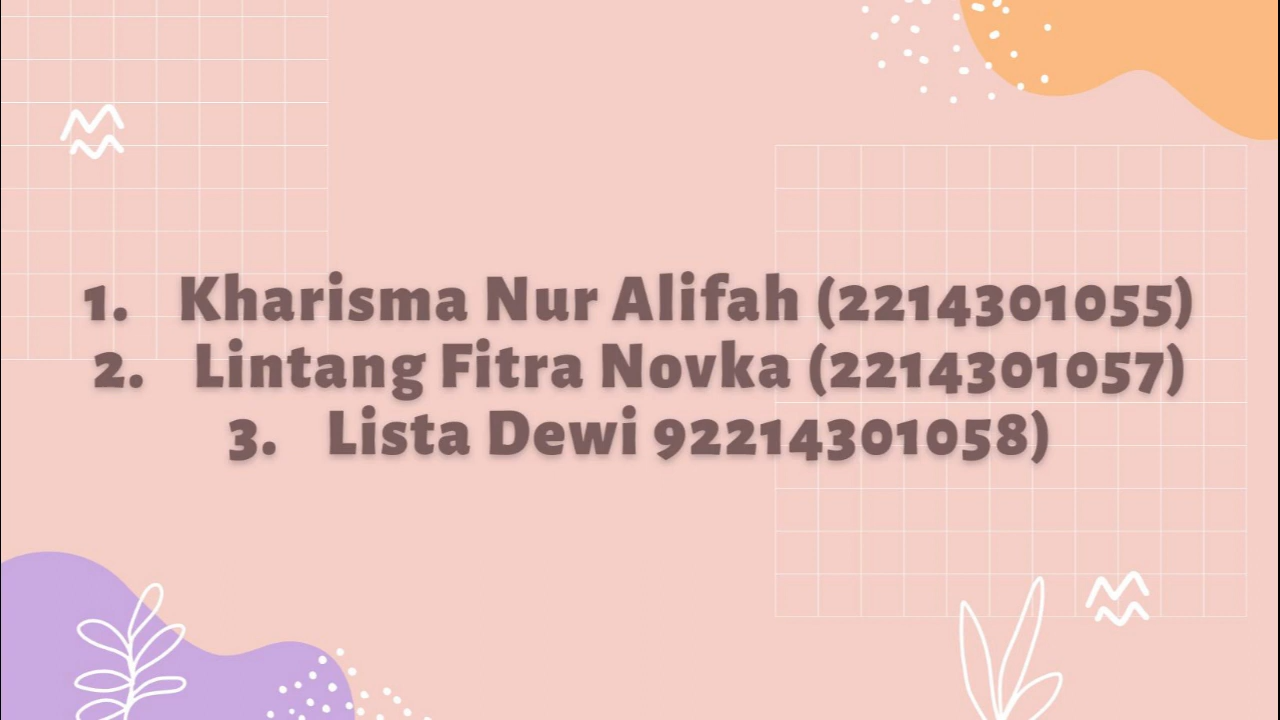 1. Kharisma Nur Alifah (2214301055)
2. Lintang Fitra Novka (2214301057)
3. Lista Dewi 92214301058)